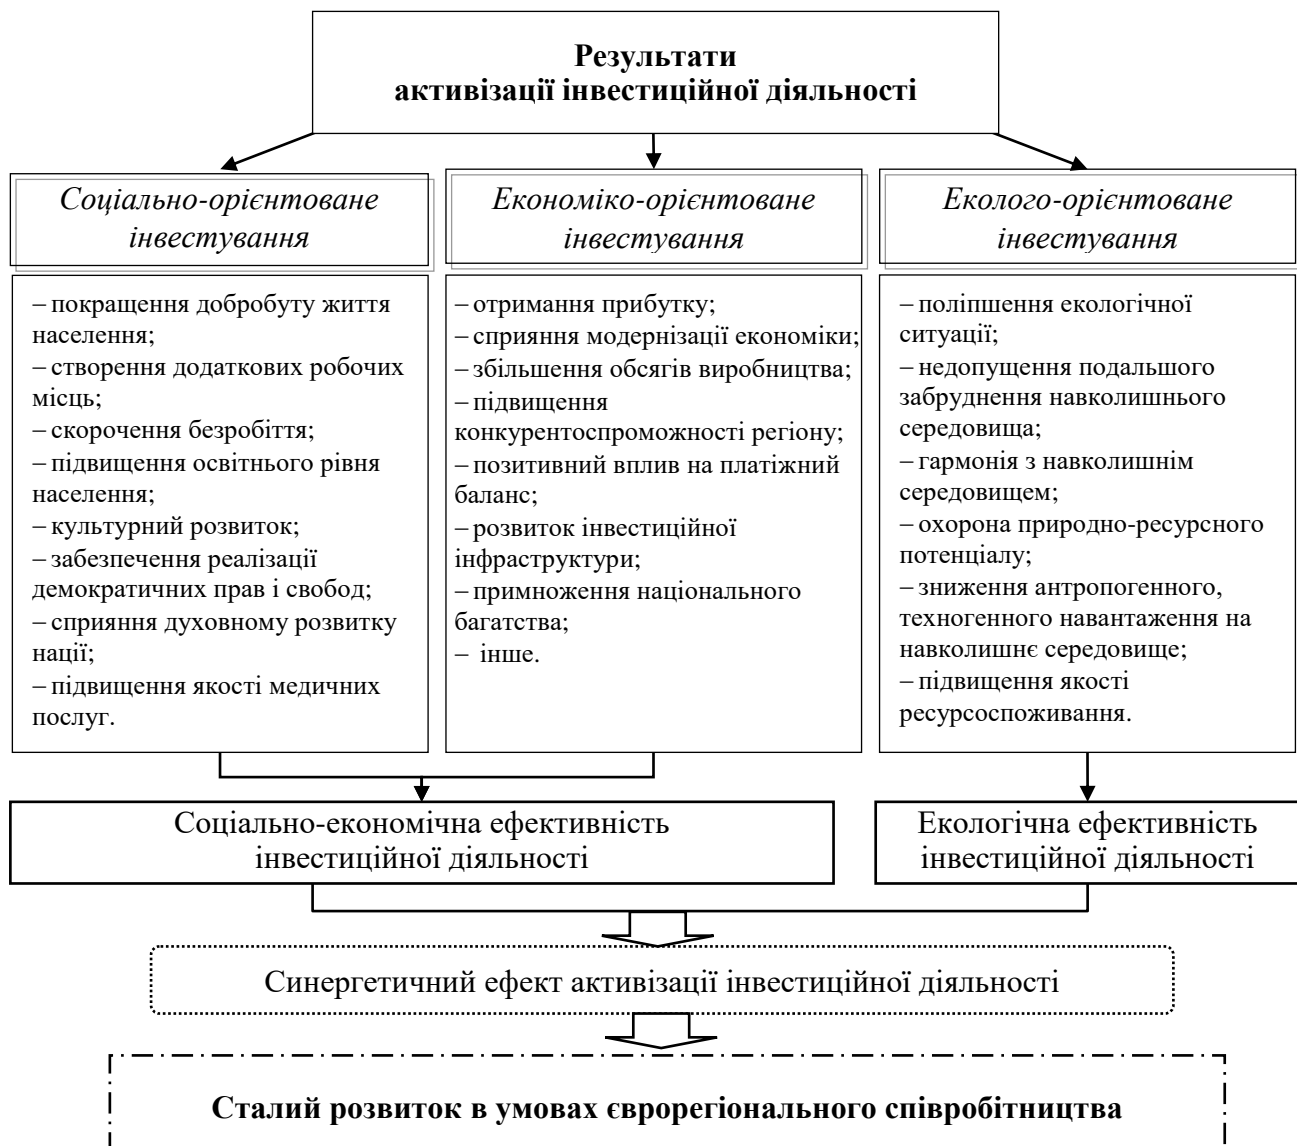 Результати
активізації інвестиційної діяльності
Соціально-орієнтоване
інвестування
Економіко-орієнтоване
інвестування
Еколого-орієнтоване
інвестування
– покращення добробуту життя
населення;
– створення додаткових робочих
місць;
– скорочення безробіття;
– підвищення освітнього рівня
населення;
– культурний розвиток;
– забезпечення реалізації
демократичних прав і свобод;
– сприяння духовному розвитку
нації;
– підвищення якості медичних
послуг.
– отримання прибутку;
– сприяння модернізації економіки;
– збільшення обсягів виробництва;
– підвищення
конкурентоспроможності регіону;
– позитивний вплив на платіжний
баланс;
– розвиток інвестиційної
інфраструктури;
– примноження національного
багатства;
– інше.
– поліпшення екологічної
ситуації;
– недопущення подальшого
забруднення навколишнього
середовища;
– гармонія з навколишнім
середовищем;
– охорона природно-ресурсного
потенціалу;
– зниження антропогенного,
техногенного навантаження на
навколишнє середовище;
– підвищення якості
ресурсоспоживання.
Соціально-економічна ефективність
інвестиційної діяльності
Екологічна ефективність
інвестиційної діяльності
Синергетичний ефект активізації інвестиційної діяльності
Сталий розвиток в умовах єврорегіонального співробітництва